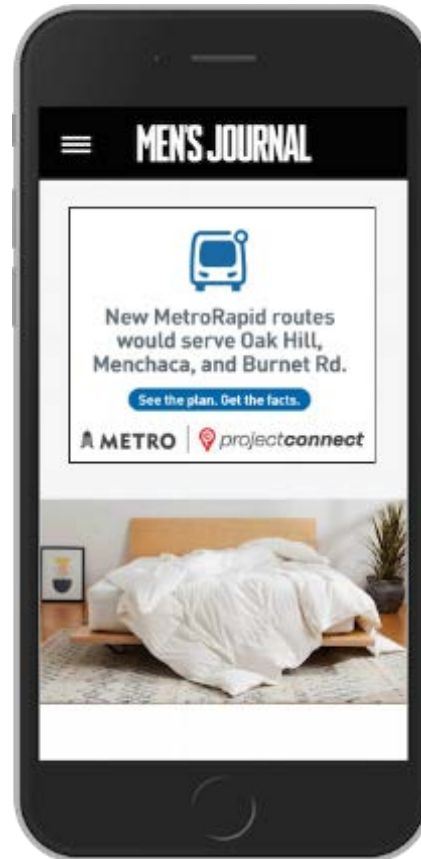 MEN'S JOURNAL
New MetroRapid routes
would serve Oak Hill,
Menchaca, and Burnet Rd.
See the plan. Get the facts.
METRO projectconnect